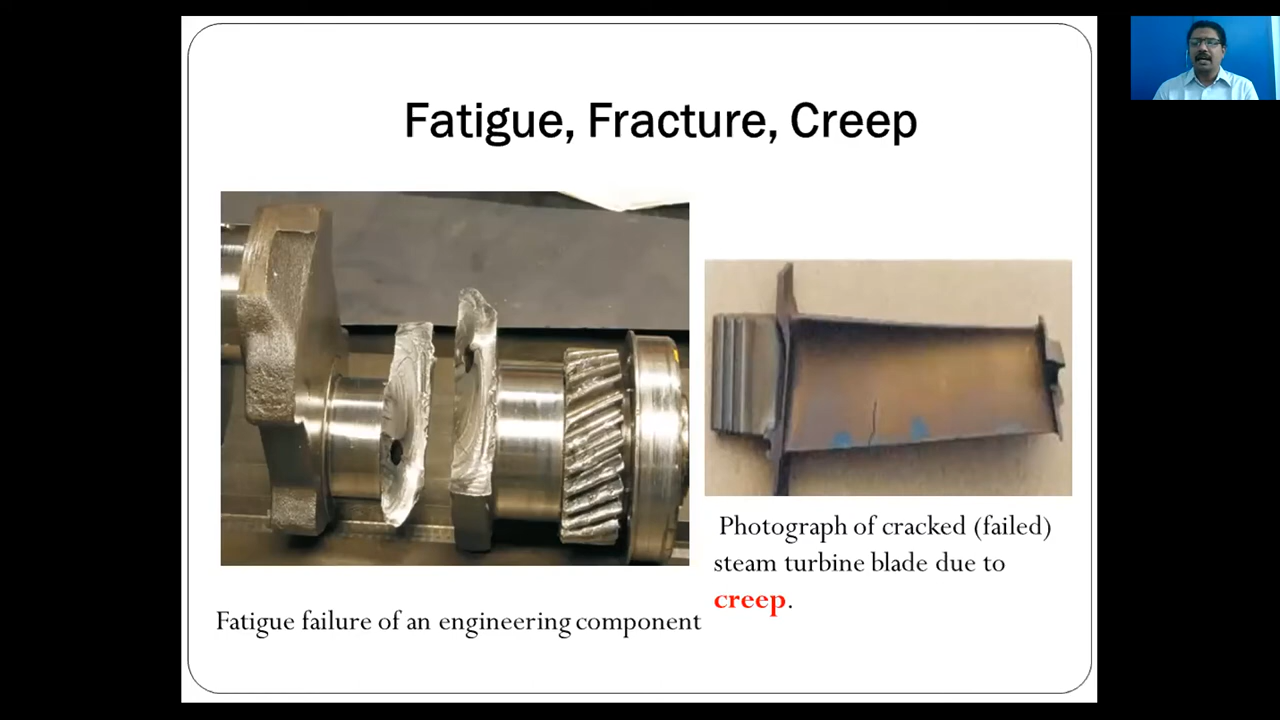 Fatigue, Fracture, Creep
Fatigue failure of an engineering component
Photograph of cracked (failed)
steam turbine blade due to
creep.